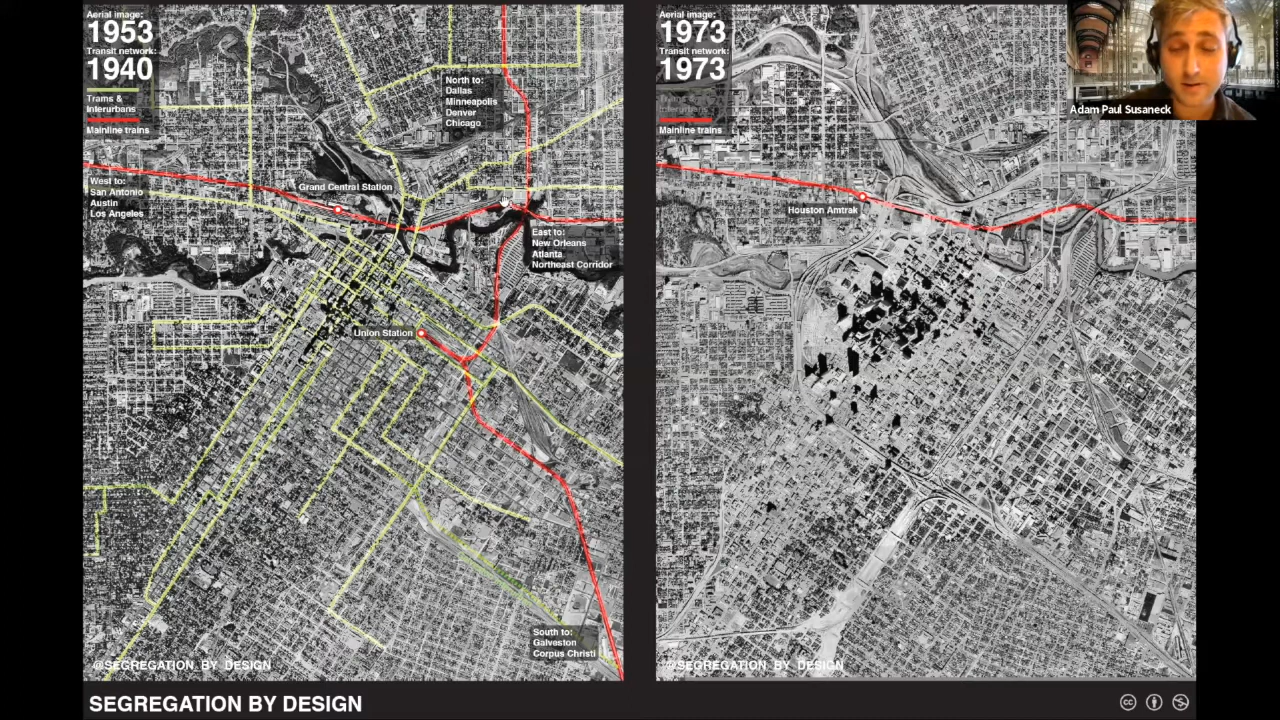 Aerial image:
1953
Transit network:
1940
Trams &
Interurbans
Mainline trains
North to:
Dallas
Minneapolis
Denver
Chicago
West to:
San Antonio
Austin
Los Angeles
Grand Central Station
East to:
New Orleans
Atlanta
Northeast Corridor
Union Station
South to:
Galveston
Corpus Christi
@SEGREGATION_BY_DESIGN
Aerial image:
1973
Transit network:
1973
Trams &
Interurbans
Mainline trains
Houston Amtrak
@SEGREGATION_BY_DESIGN
Adam Paul Susaneck
SEGREGATION BY DESIGN
cc